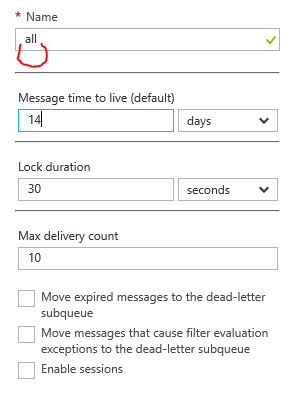 * Name
all
Message time to live (default)
14 days
Lock duration
30 seconds
Max delivery count
10
Move expired messages to the dead-letter
subqueue
Move messages that cause filter evaluation
exceptions to the dead-letter subqueue
Enable sessions